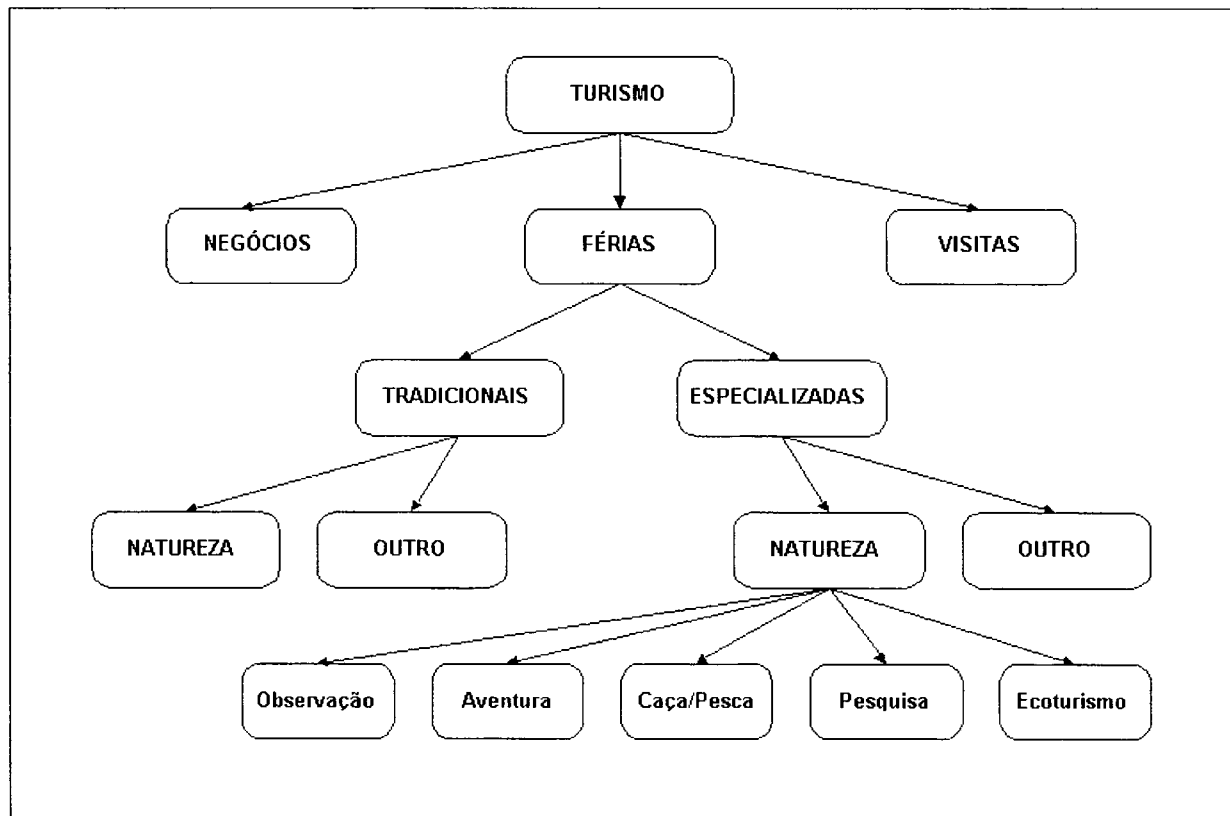 TURISMO
NEGÓCIOS
FÉRIAS
VISITAS
TRADICIONAIS
ESPECIALIZADAS
NATUREZA
OUTRO
NATUREZA
OUTRO
Observação
Aventura
Caça/Pesca
Pesquisa
Ecoturismo